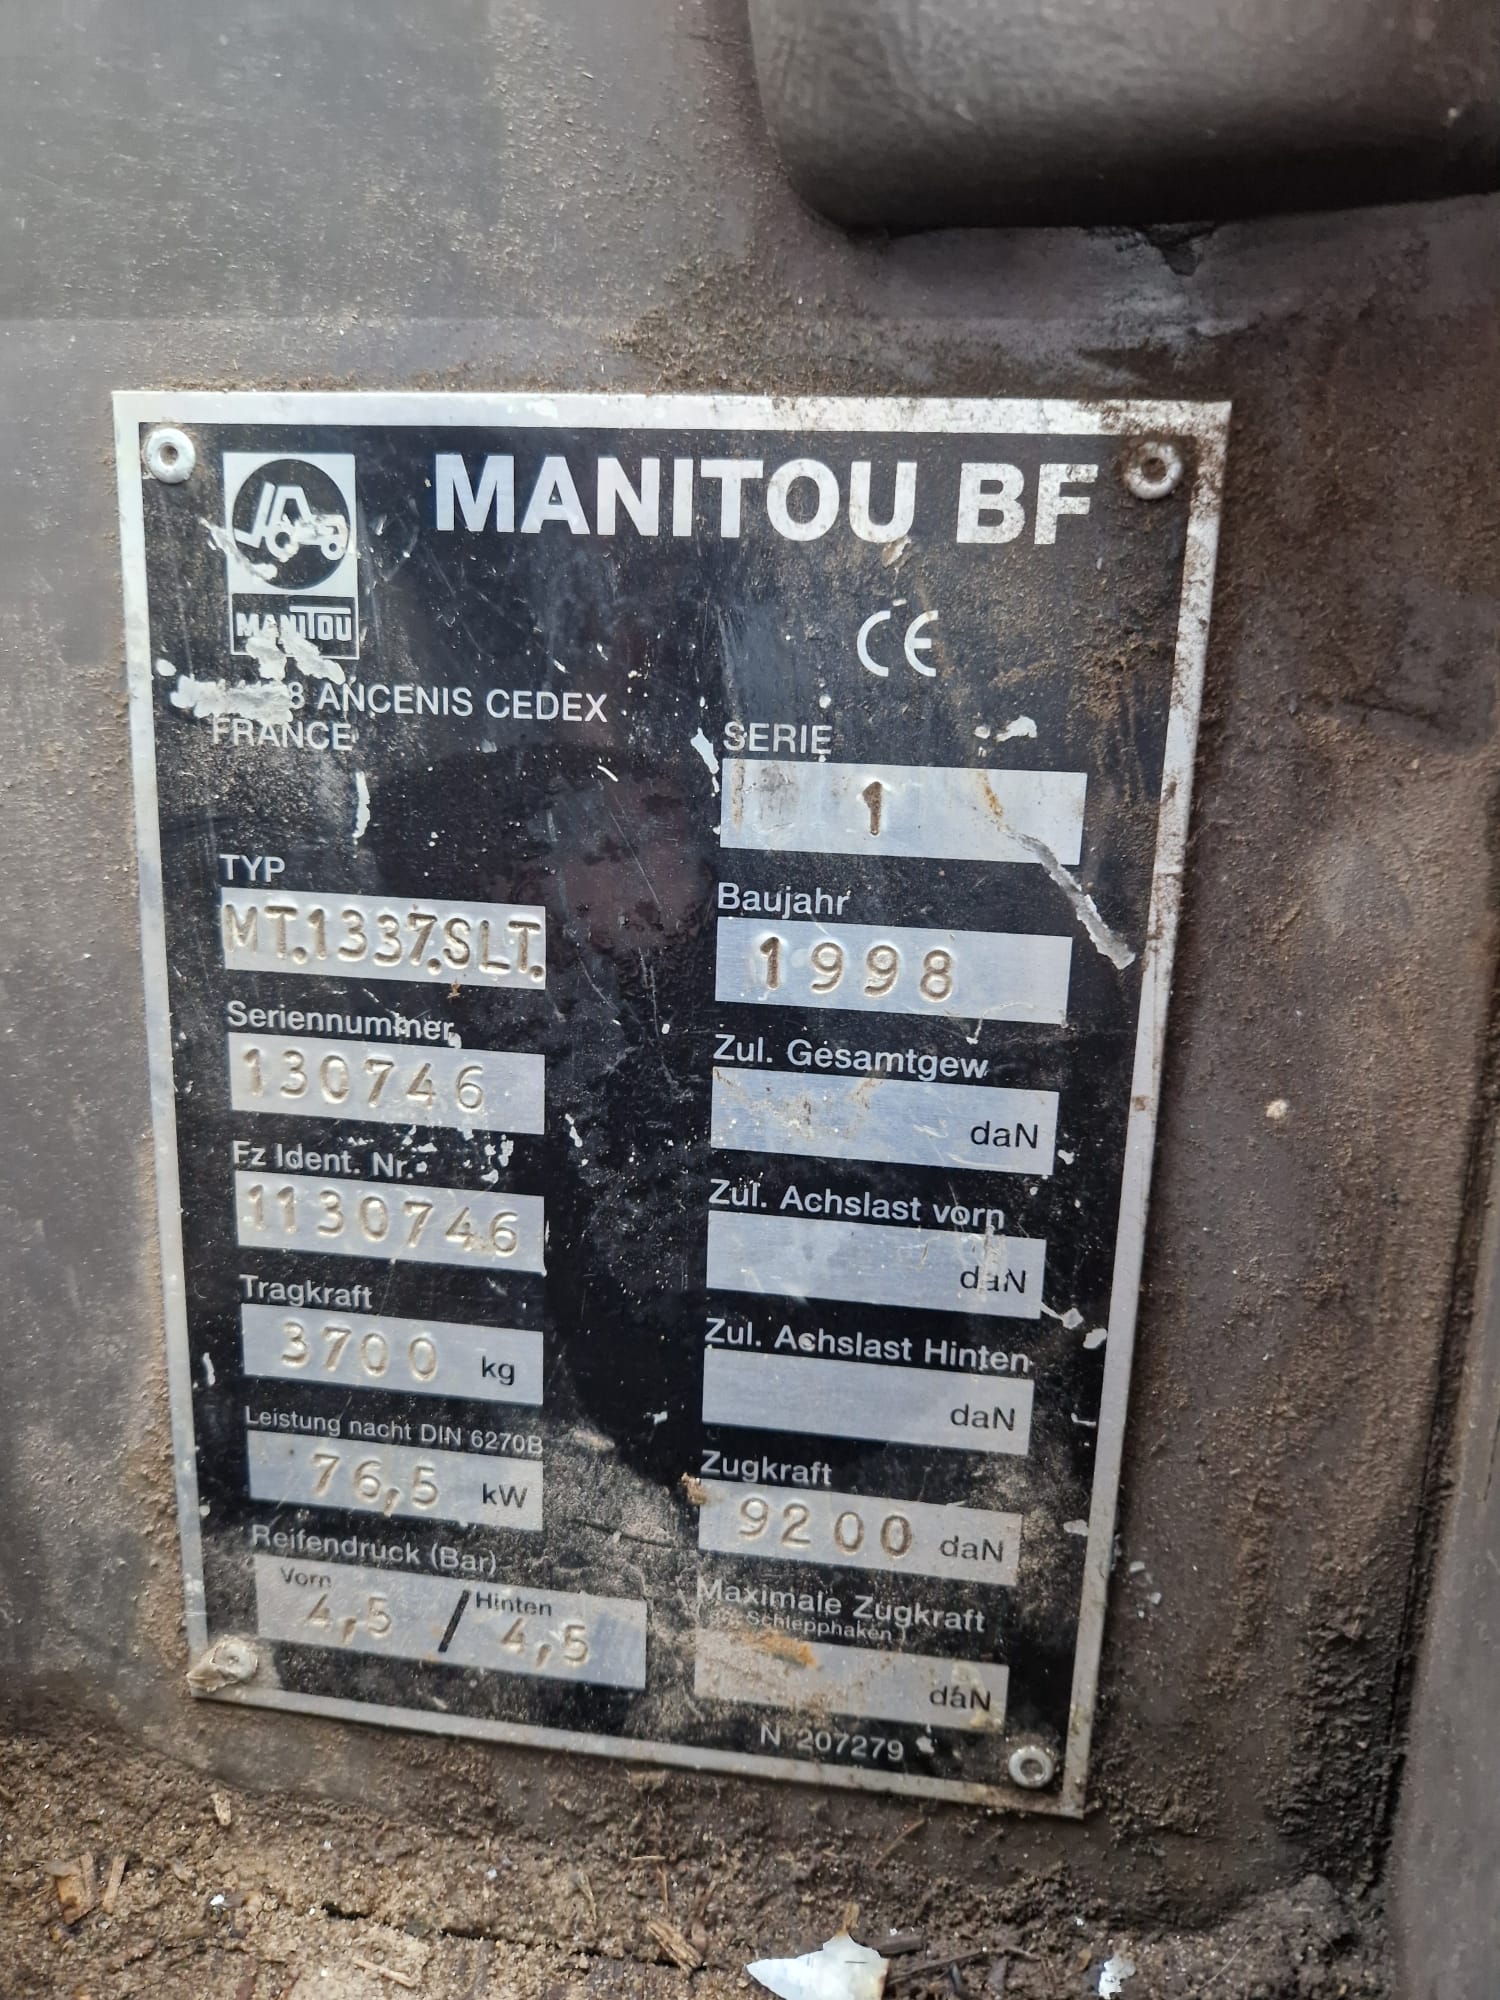 MANITOU BF
MANITOU
CE
8 ANCENIS CEDEX
FRANCE
SERIE
1
TYP
MT.1337.SLT.
Baujahr
1998
Seriennummer
130746
Zul. Gesamtgew
daN
Fz Ident. Nr.
1130746
Zul. Achslast vorn
daN
Tragkraft
3700 kg
Zul. Achslast Hinten
daN
Leistung nacht DIN 6270B
76,5 kW
Zugkraft
9200 daN
Reifendruck (Bar)
Vorn / Hinten
4,5 / 4,5
Maximale Zugkraft
Schlepphaken)
daN
N 207279